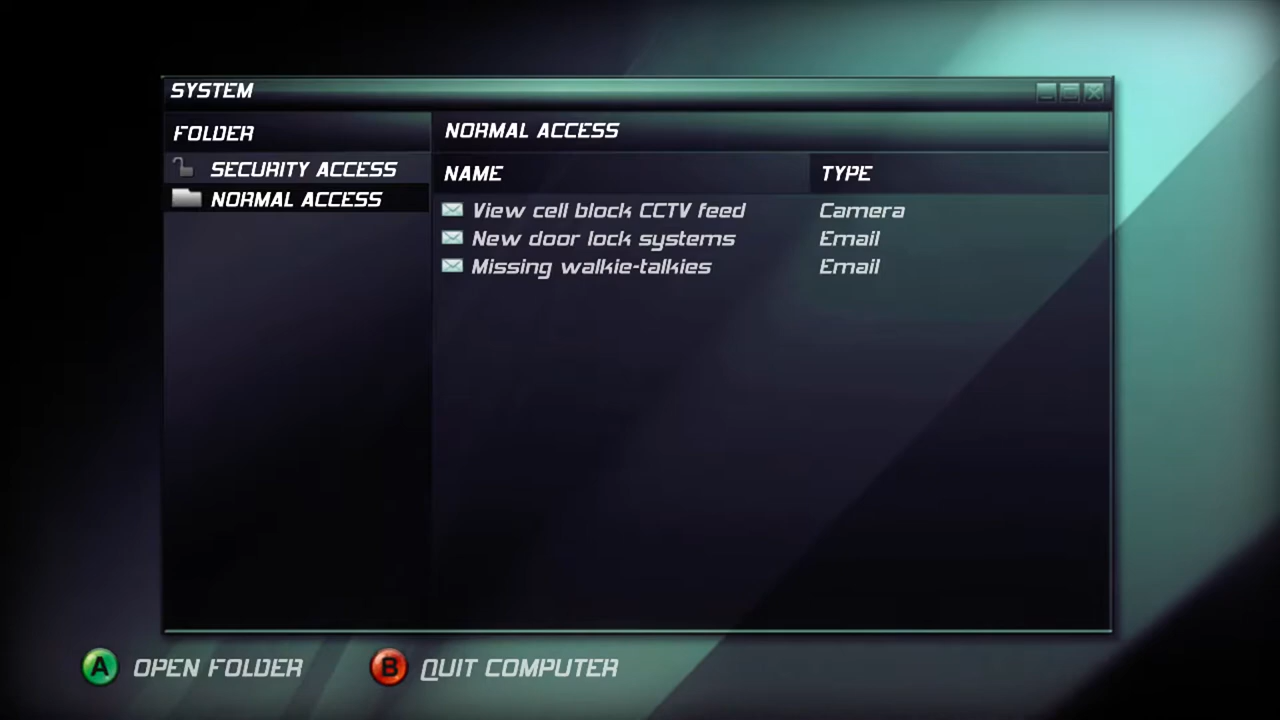 SYSTEM
FOLDER
SECURITY ACCESS
NORMAL ACCESS
NORMAL ACCESS
NAME TYPE
View cell block CCTV feed Camera
New door lock systems Email
Missing walkie-talkies Email
A OPEN FOLDER B QUIT COMPUTER